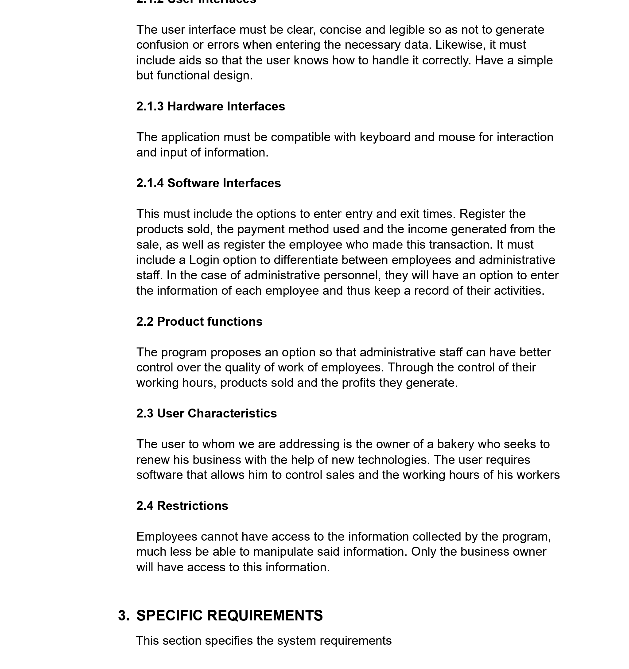 2.1.2 User Interfaces
The user interface must be clear, concise and legible so as not to generate
confusion or errors when entering the necessary data. Likewise, it must
include aids so that the user knows how to handle it correctly. Have a simple
but functional design.
2.1.3 Hardware Interfaces
The application must be compatible with keyboard and mouse for interaction
and input of information.
2.1.4 Software Interfaces
This must include the options to enter entry and exit times. Register the
products sold, the payment method used and the income generated from the
sale, as well as register the employee who made this transaction. It must
include a Login option to differentiate between employees and administrative
staff. In the case of administrative personnel, they will have an option to enter
the information of each employee and thus keep a record of their activities.
2.2 Product functions
The program proposes an option so that administrative staff can have better
control over the quality of work of employees. Through the control of their
working hours, products sold and the profits they generate.
2.3 User Characteristics
The user to whom we are addressing is the owner of a bakery who seeks to
renew his business with the help of new technologies. The user requires
software that allows him to control sales and the working hours of his workers
2.4 Restrictions
Employees cannot have access to the information collected by the program,
much less be able to manipulate said information. Only the business owner
will have access to this information.
3. SPECIFIC REQUIREMENTS
This section specifies the system requirements